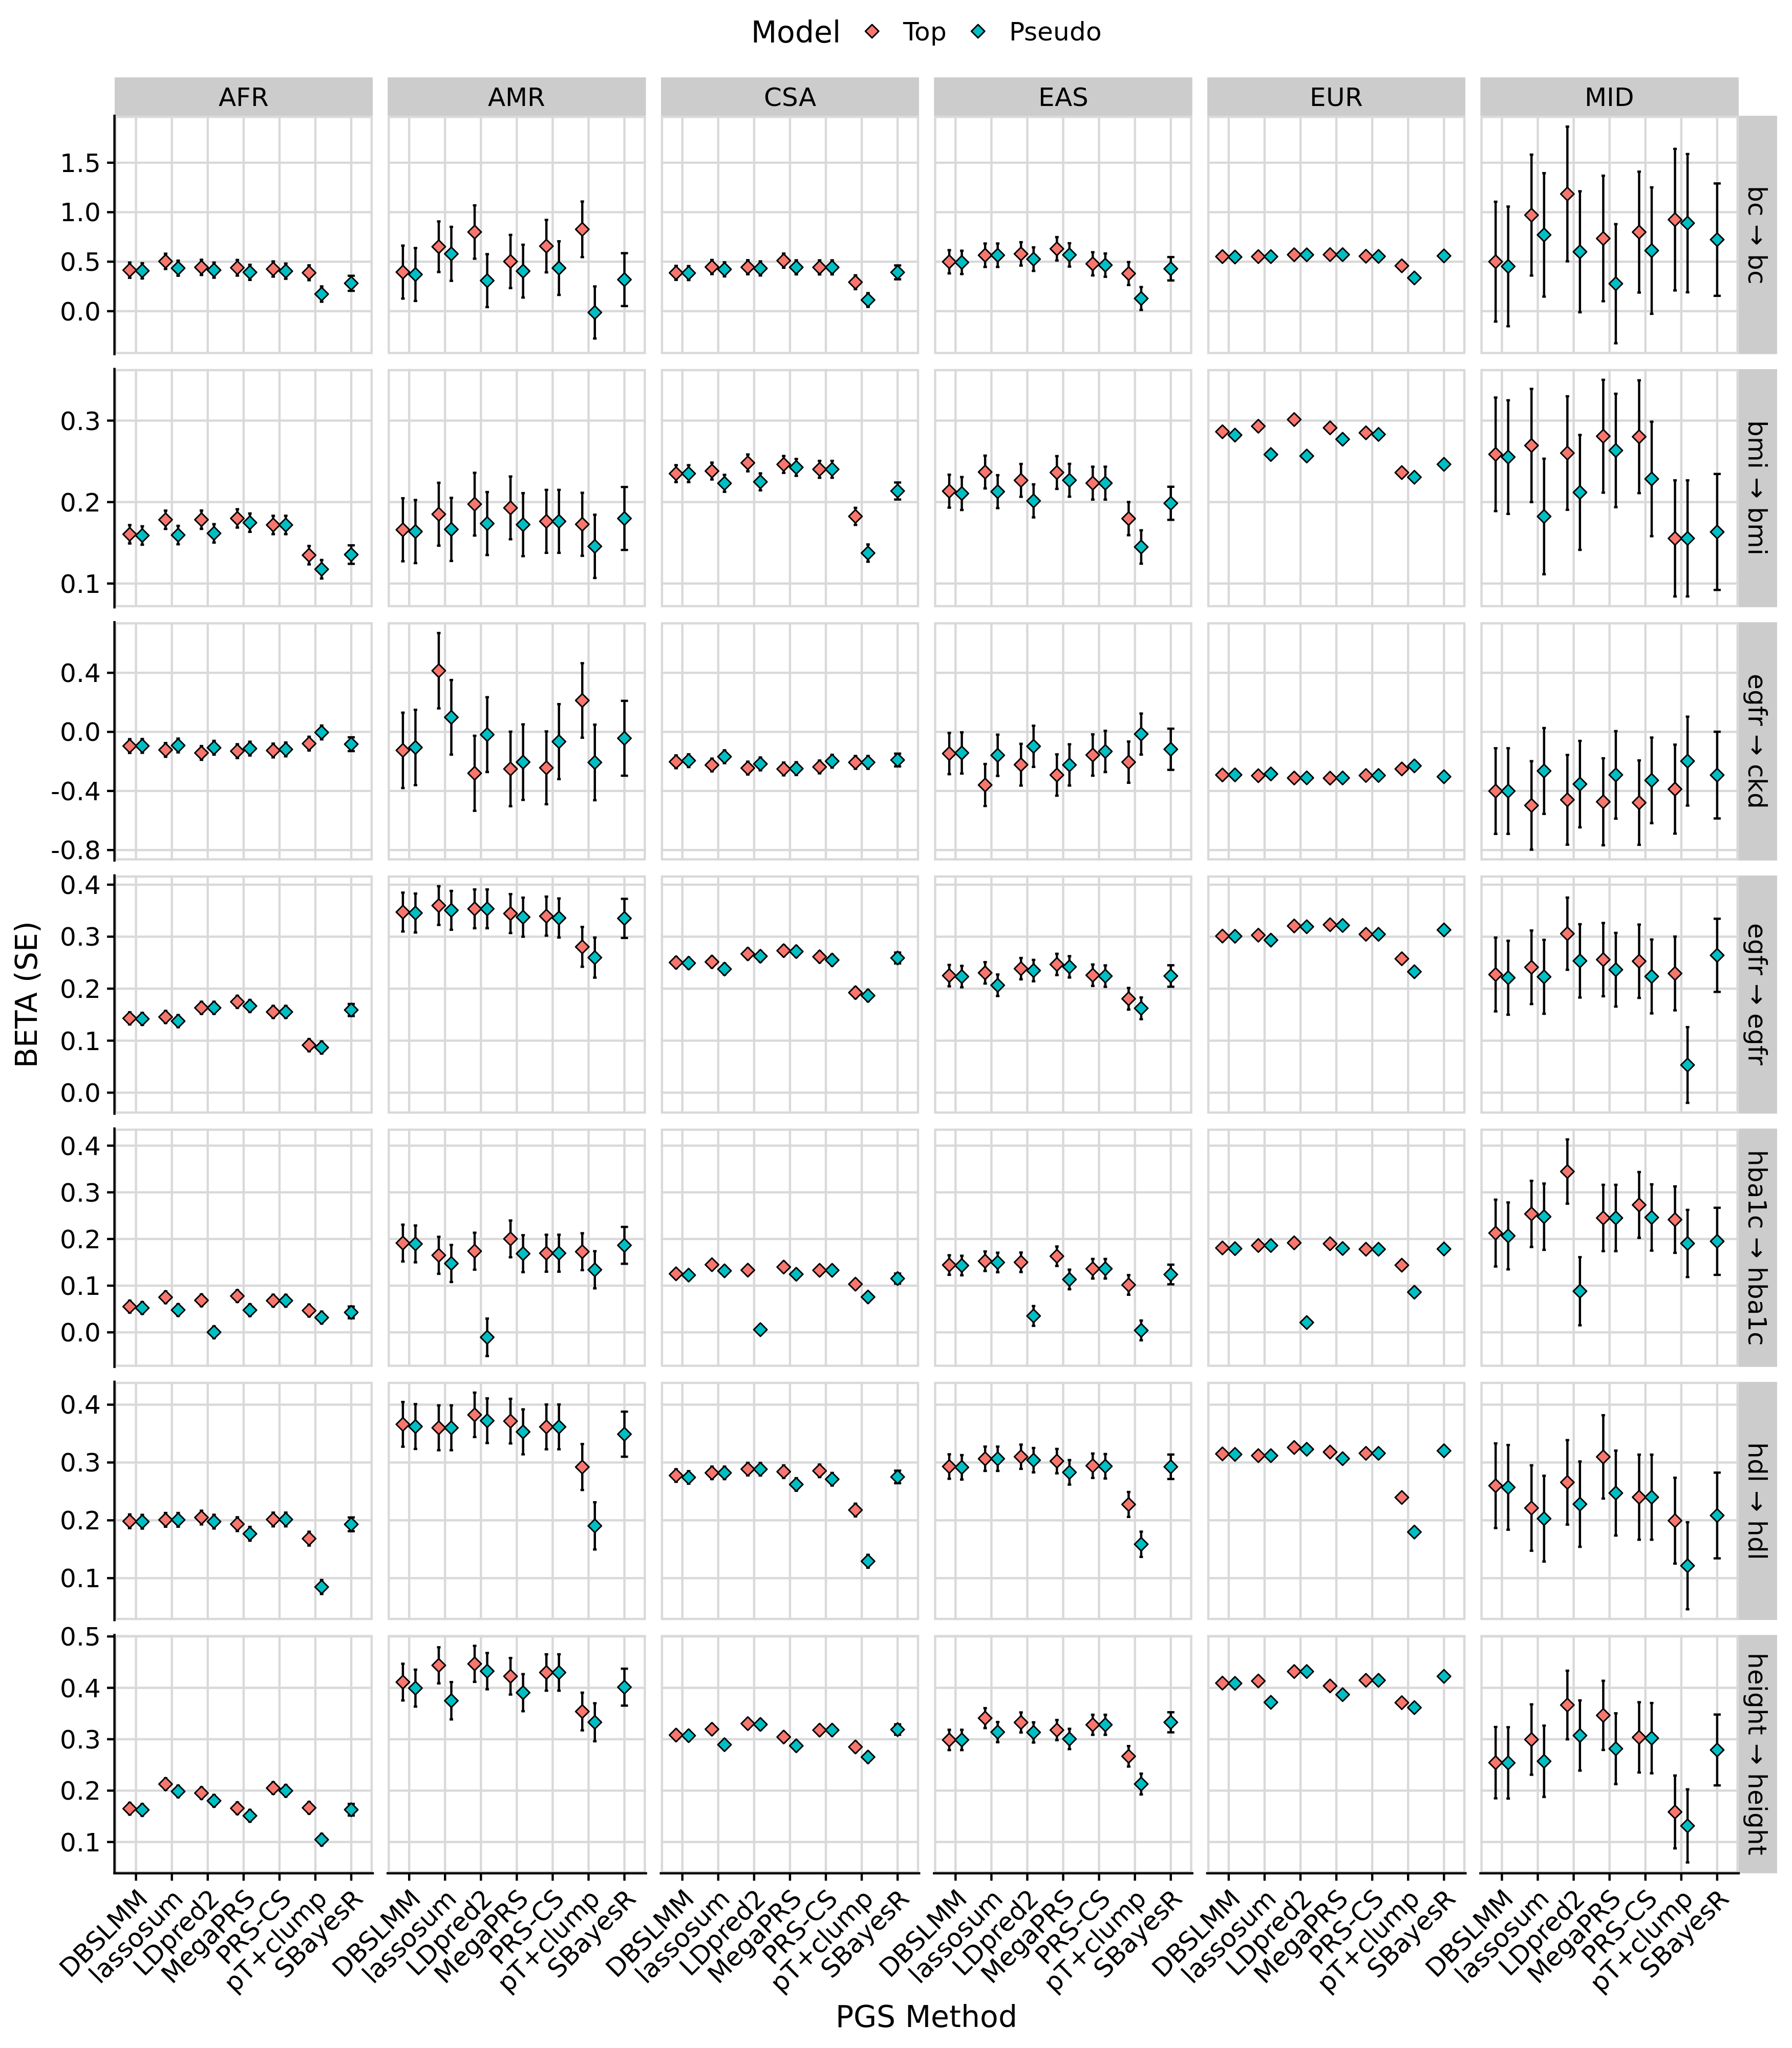 Model Top Pseudo
AFR AMR CSA EAS EUR MID
1.5
1.0
0.5
0.0
bc → bc
0.3
0.2
0.1
bmi → bmi
0.4
0.0
-0.4
-0.8
egfr → ckd
0.4
0.3
0.2
0.1
0.0
egfr → egfr
0.4
0.3
0.2
0.1
0.0
hba1c → hba1c
0.4
0.3
0.2
0.1
hdl → hdl
0.5
0.4
0.3
0.2
0.1
height → height
BETA (SE)
DBSLMM lassosum LDpred2 MegaPRS PRS-CS pT+clump SBayesR
DBSLMM lassosum LDpred2 MegaPRS PRS-CS pT+clump SBayesR
DBSLMM lassosum LDpred2 MegaPRS PRS-CS pT+clump SBayesR
DBSLMM lassosum LDpred2 MegaPRS PRS-CS pT+clump SBayesR
DBSLMM lassosum LDpred2 MegaPRS PRS-CS pT+clump SBayesR
DBSLMM lassosum LDpred2 MegaPRS PRS-CS pT+clump SBayesR
PGS Method